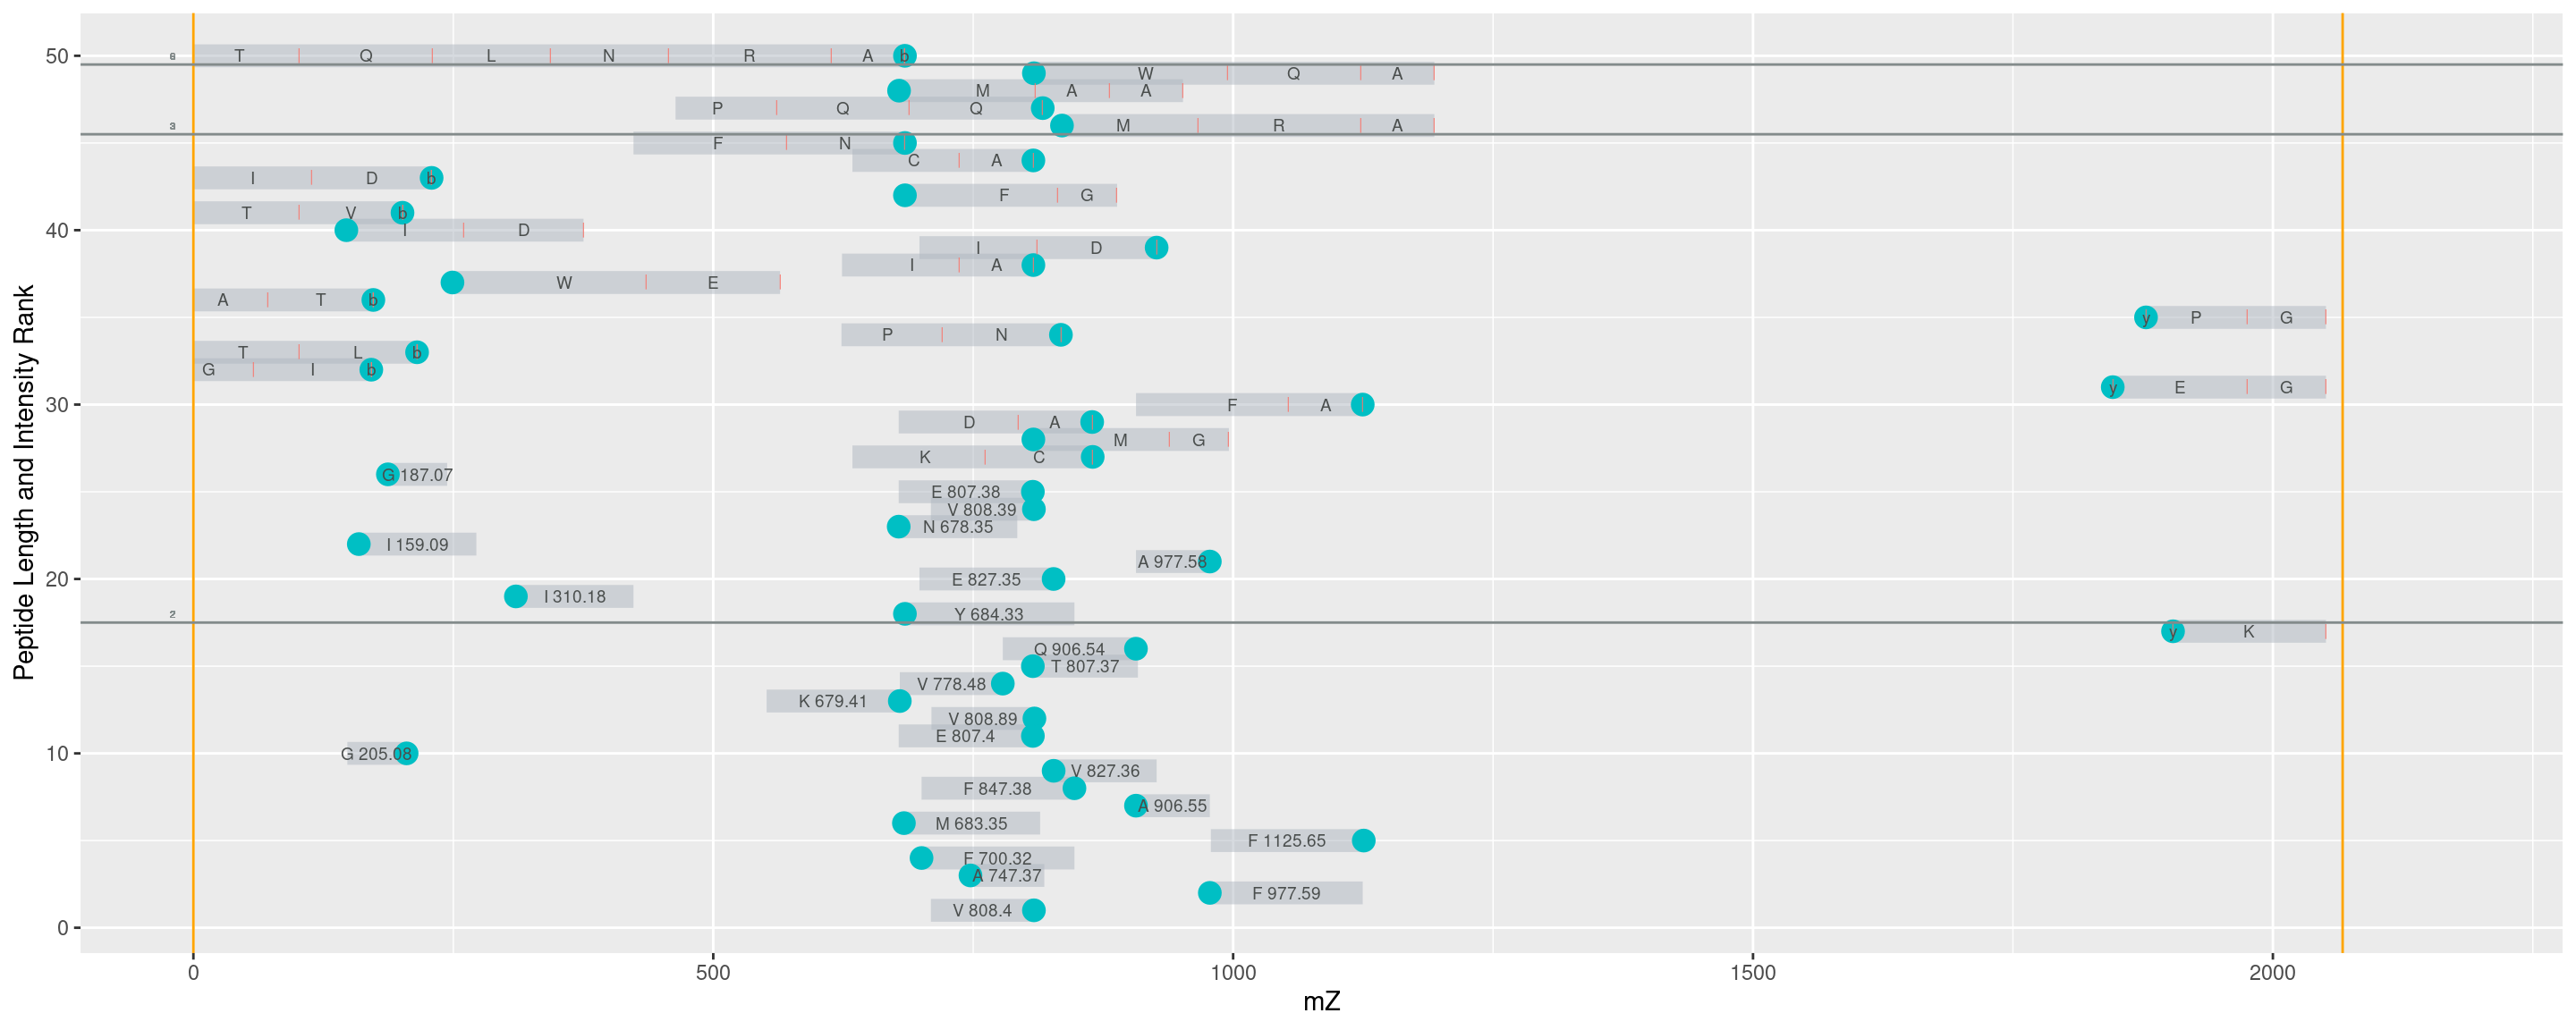 50
T Q L N R A b
W Q A
M A A
P Q Q
3
M R A
F N
C A
I D b
F G
T V b
40
I D
I D
I A
W E
A T b
y P G
P N
T L b
G I b
y E G
30
F A
D A
M G
K C
G 187.07
E 807.38
V 808.39
N 678.35
I 159.09
A 977.58
20
E 827.35
I 310.18
Y 684.33
2
y K
Q 906.54
T 807.37
V 778.48
K 679.41
V 808.89
E 807.4
10
G 205.08
V 827.36
F 847.38
A 906.55
M 683.35
F 1125.65
F 700.32
A 747.37
F 977.59
V 808.4
0
0 500 1000 1500 2000
mZ
Peptide Length and Intensity Rank